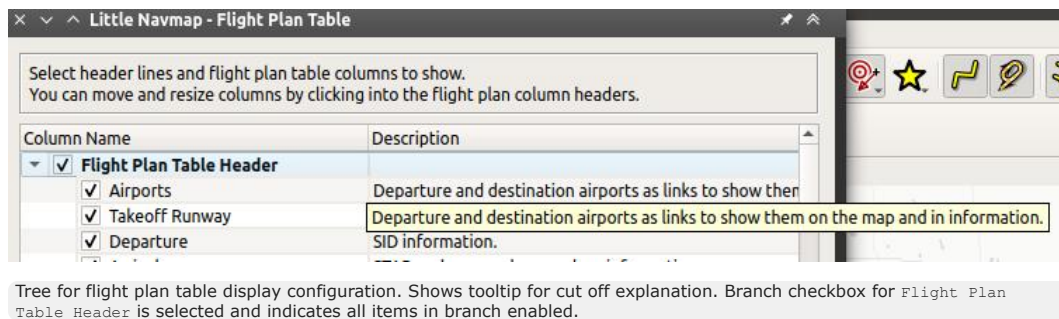 Little Navmap - Flight Plan Table
Select header lines and flight plan table columns to show.
You can move and resize columns by clicking into the flight plan column headers.
Column Name Description
Flight Plan Table Header
Airports Departure and destination airports as links to show then
Takeoff Runway Departure and destination airports as links to show them on the map and in information.
Departure SID information.
Tree for flight plan table display configuration. Shows tooltip for cut off explanation. Branch checkbox for Flight Plan
Table Header is selected and indicates all items in branch enabled.